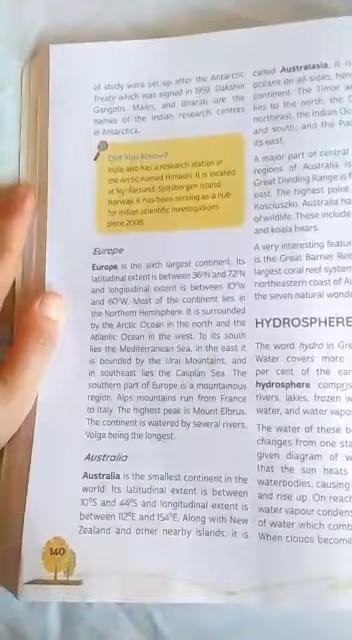 of study were set up after the Antarctic
Treaty which was signed in 1959. Dakshin
Gangotri, Maitri, and Bharati are the
names of the Indian research centres
in Antarctica.
Did You Know?
India also has a research station in
the Arctic named Himadri. It is located
at Ny-Ålesund, Spitsbergen Island,
Norway. It has been serving as a hub
for Indian scientific investigations
since 2008.
Europe
Europe is the sixth largest continent. Its
latitudinal extent is between 36°N and 72°N
and longitudinal extent is between 10°W
and 60°W. Most of the continent lies in
the Northern Hemisphere. It is surrounded
by the Arctic Ocean in the north and the
Atlantic Ocean in the west. To its south
lies the Mediterranean Sea, in the east it
is bounded by the Ural Mountains, and
in southeast lies the Caspian Sea. The
southern part of Europe is a mountainous
region. Alps mountains run from France
to Italy. The highest peak is Mount Elbrus.
The continent is watered by several rivers,
Volga being the longest.
Australia
Australia is the smallest continent in the
world. Its latitudinal extent is between
10°S and 44°S and longitudinal extent is
between 112°E and 154°E. Along with New
Zealand and other nearby islands, it is
140
called Australasia. It is
oceans on all sides, hen
continent. The Timor a
lies to the north, the
northeast, the Indian Oc
and south, and the Pac
its east.
A major part of central
regions of Australia is
Great Dividing Range is
east. The highest point
Kosciuszko. Australia ha
of wildlife. These include
and koala bears.
A very interesting featur
is the Great Barrier Ree
largest coral reef system
northeastern coast of Au
the seven natural wonde
HYDROSPHERE
The word hydro in Gre
Water covers more
per cent of the ear
hydrosphere compris
rivers, lakes, frozen w
water, and water vapo
The water of these b
changes from one sta
given diagram of w
that the sun heats
waterbodies, causing
and rise up. On reach
water vapour condens
of water which comb
When clouds become